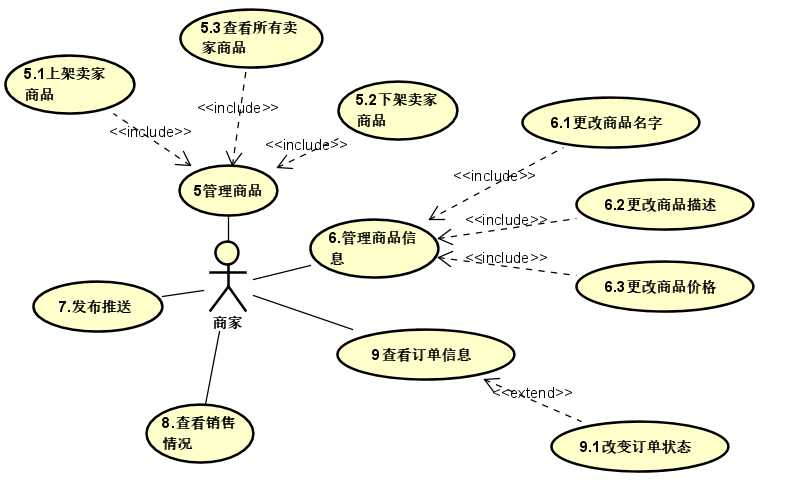 5.3查看所有卖
家商品
5.1上架卖家
商品
5.2下架卖家
商品
<<include>>
<<include>>
<<include>>
5管理商品
6.1更改商品名字
6.2更改商品描述
6.3更改商品价格
<<include>>
<<include>>
<<include>>
6.管理商品信
息
7.发布推送
商家
9查看订单信息
<<extend>>
8.查看销售
情况
9.1改变订单状态